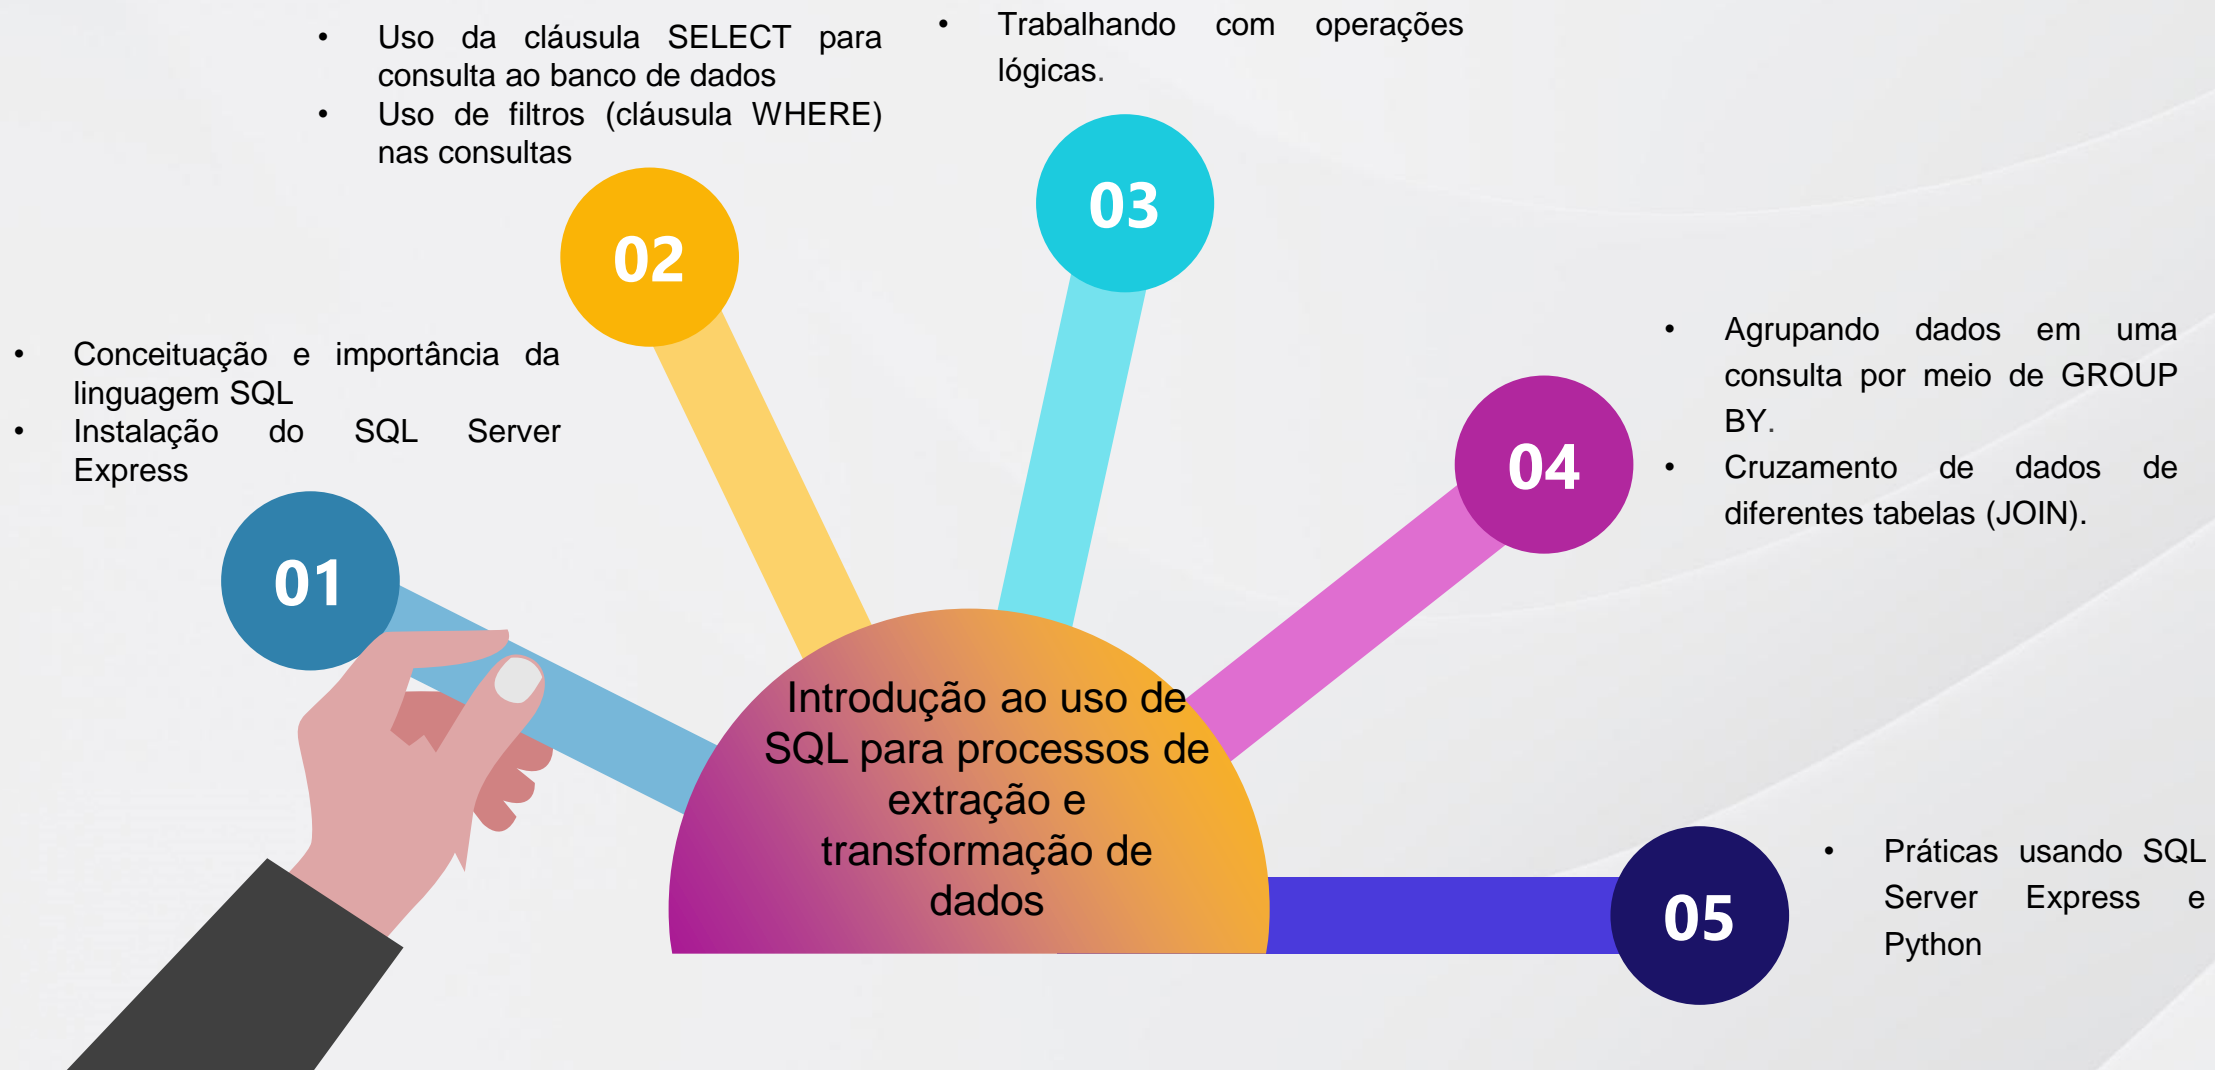 • Conceituação e importância da
linguagem SQL
• Instalação do SQL Server
Express
01
• Uso da cláusula SELECT para
consulta ao banco de dados
• Uso de filtros (cláusula WHERE)
nas consultas
02
• Trabalhando com operações
lógicas.
03
• Agrupando dados em uma
consulta por meio de GROUP
BY.
• Cruzamento de dados de
diferentes tabelas (JOIN).
04
• Práticas usando SQL
Server Express e
Python
05
Introdução ao uso de
SQL para processos de
extração e
transformação de
dados